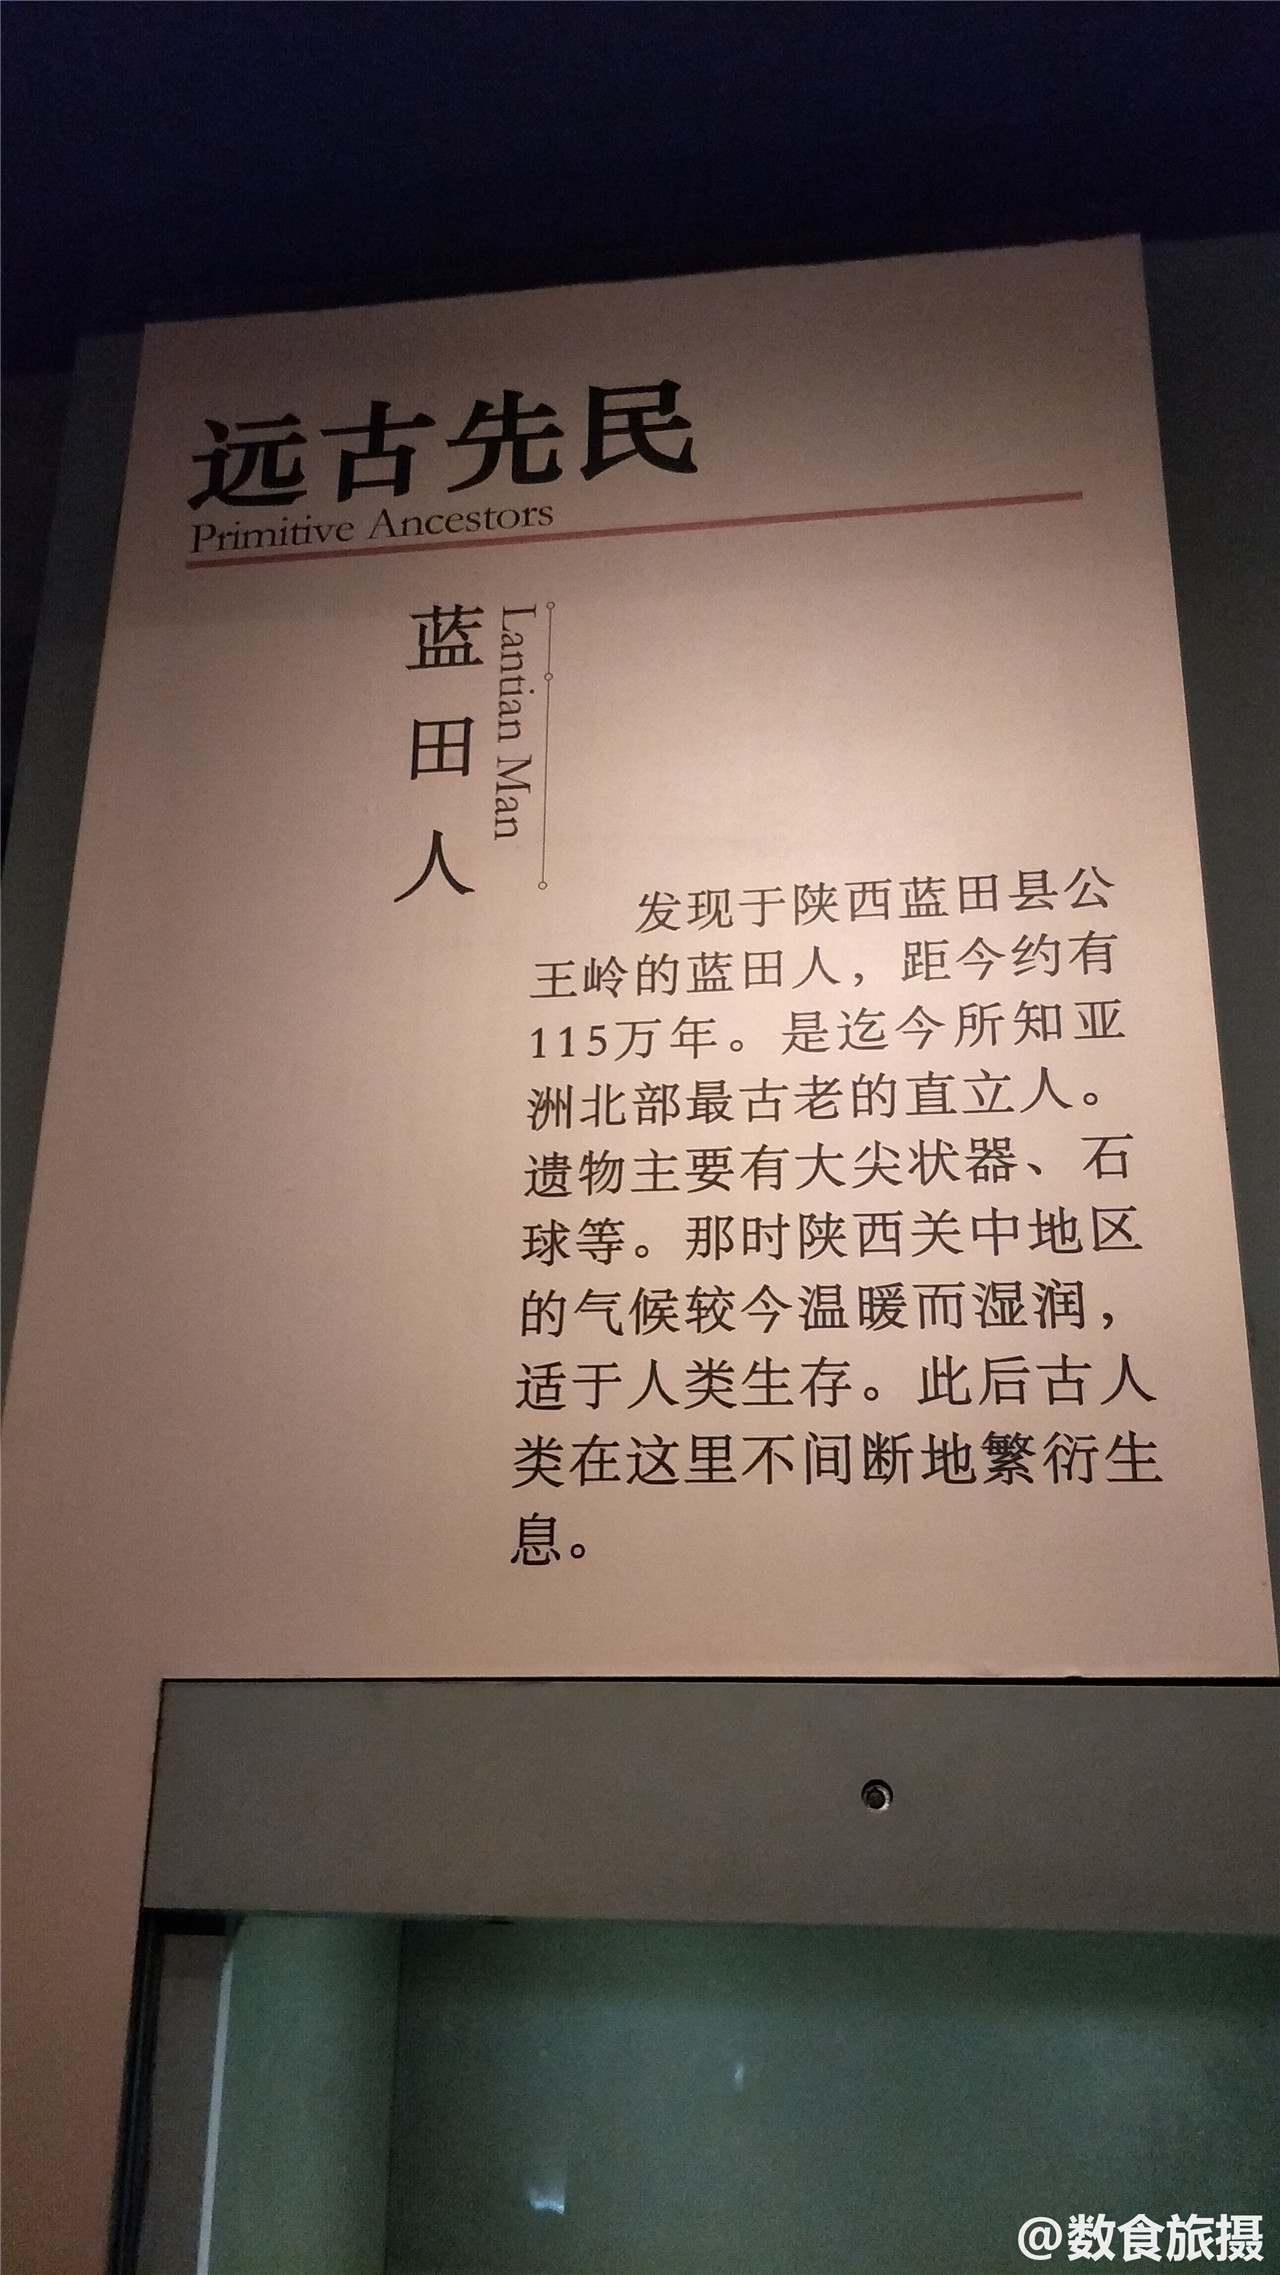 远古先民
Primitive Ancestors
蓝田人
Lantian Man
发现于陕西蓝田县公
王岭的蓝田人，距今约有
115万年。是迄今所知亚
洲北部最古老的直立人。
遗物主要有大尖状器、石
球等。那时陕西关中地区
的气候较今温暖而湿润，
适于人类生存。此后古人
类在这里不间断地繁衍生
息。
@数食旅摄